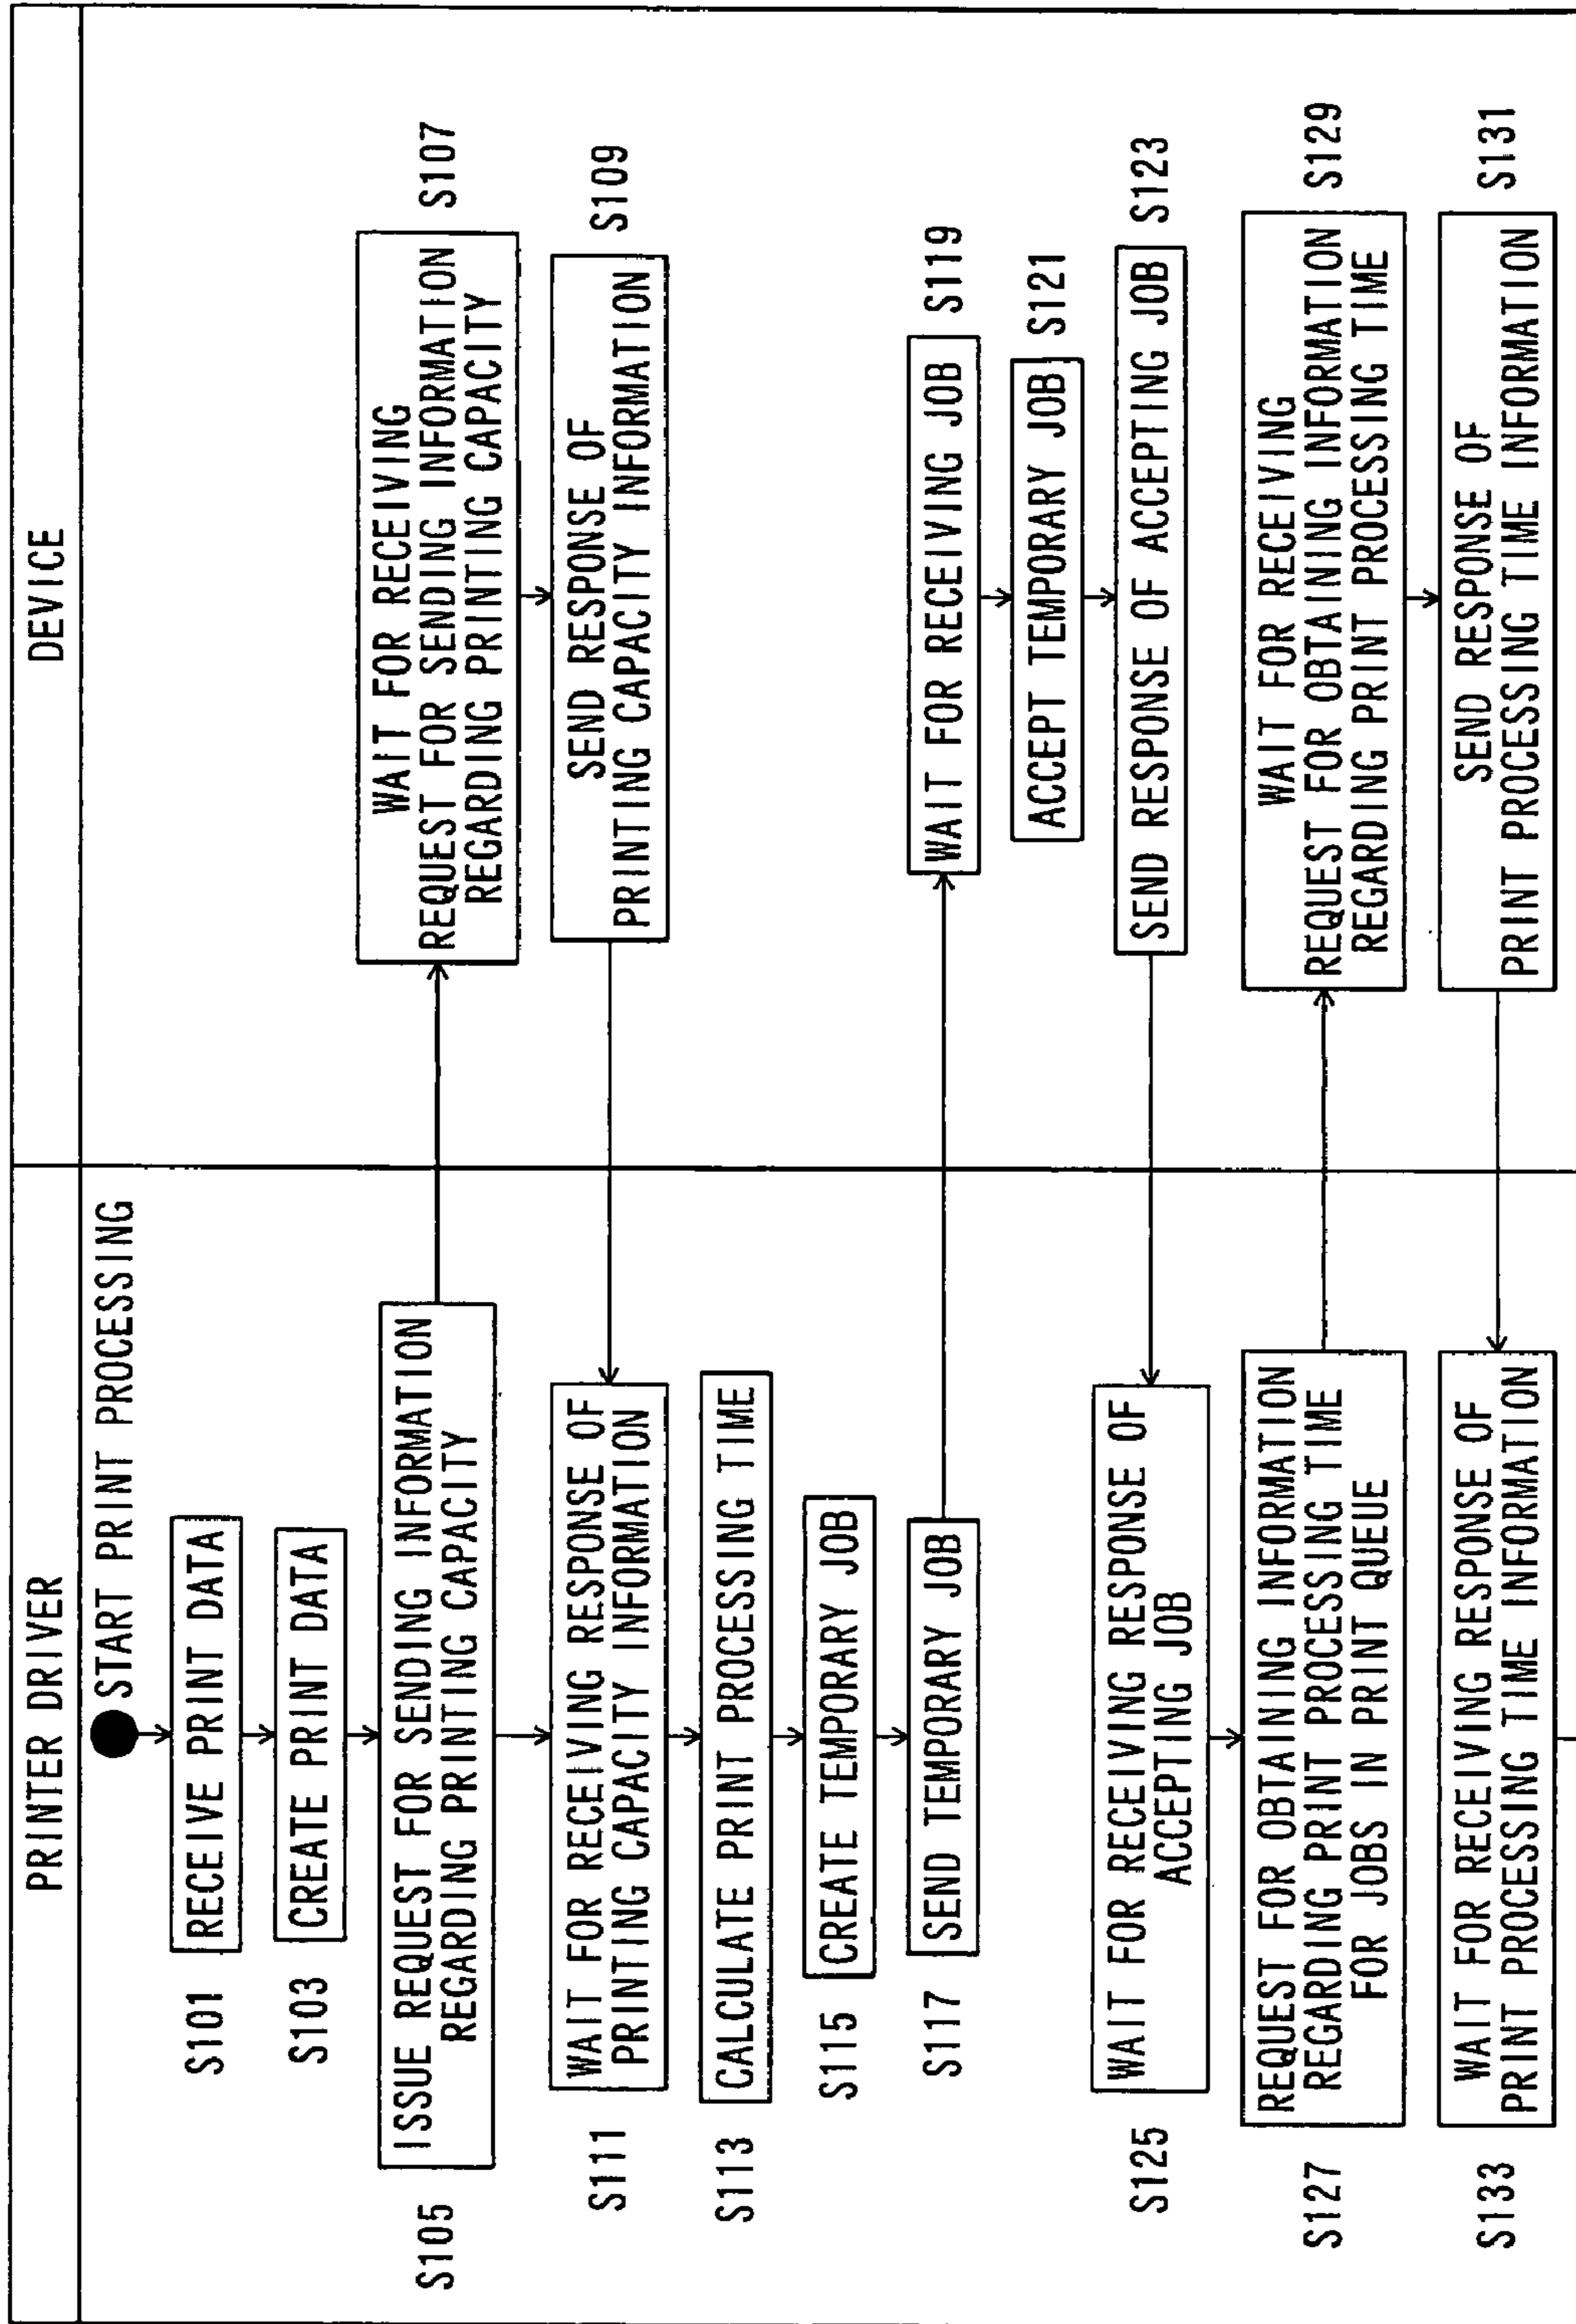 PRINTER DRIVER
DEVICE
START PRINT PROCESSING
S101
RECEIVE PRINT DATA
S103
CREATE PRINT DATA
S105
ISSUE REQUEST FOR SENDING INFORMATION
REGARDING PRINTING CAPACITY
WAIT FOR RECEIVING
REQUEST FOR SENDING INFORMATION
REGARDING PRINTING CAPACITY
S107
SEND RESPONSE OF
PRINTING CAPACITY INFORMATION
S109
S111
WAIT FOR RECEIVING RESPONSE OF
PRINTING CAPACITY INFORMATION
S113
CALCULATE PRINT PROCESSING TIME
S115
CREATE TEMPORARY JOB
S117
SEND TEMPORARY JOB
WAIT FOR RECEIVING JOB
S119
ACCEPT TEMPORARY JOB
S121
SEND RESPONSE OF ACCEPTING JOB
S123
S125
WAIT FOR RECEIVING RESPONSE OF
ACCEPTING JOB
S127
REQUEST FOR OBTAINING INFORMATION
REGARDING PRINT PROCESSING TIME
FOR JOBS IN PRINT QUEUE
WAIT FOR RECEIVING
REQUEST FOR OBTAINING INFORMATION
REGARDING PRINT PROCESSING TIME
S129
SEND RESPONSE OF
PRINT PROCESSING TIME INFORMATION
S131
S133
WAIT FOR RECEIVING RESPONSE OF
PRINT PROCESSING TIME INFORMATION